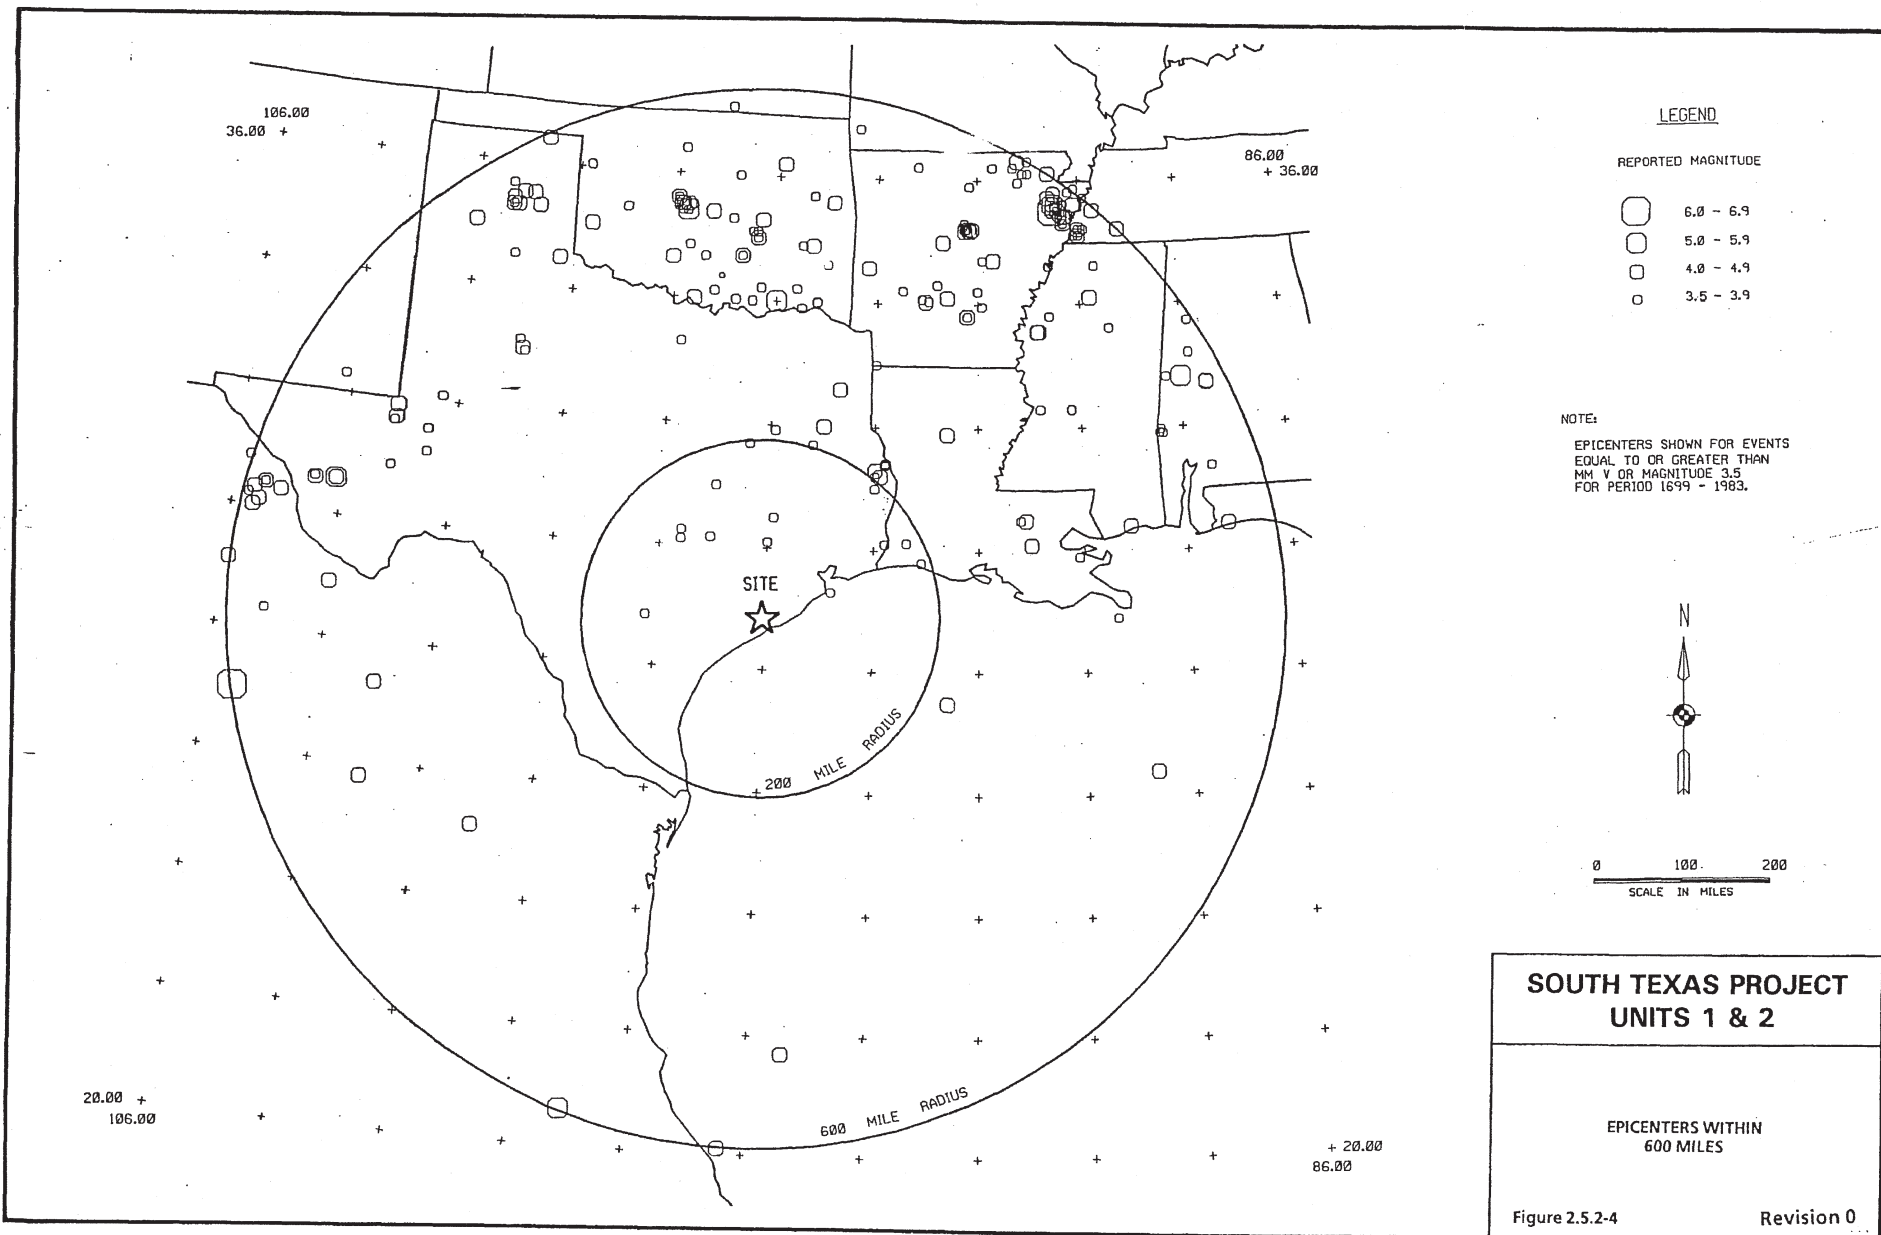 106.00
36.00
86.00
36.00
SITE
200 MILE RADIUS
600 MILE RADIUS
20.00
106.00
20.00
86.00
LEGEND
REPORTED MAGNITUDE
6.0 - 6.9
5.0 - 5.9
4.0 - 4.9
3.5 - 3.9
NOTE:
EPICENTERS SHOWN FOR EVENTS
EQUAL TO OR GREATER THAN
MM V OR MAGNITUDE 3.5
FOR PERIOD 1699 - 1983.
N
0 100 200
SCALE IN MILES
SOUTH TEXAS PROJECT
UNITS 1 & 2
EPICENTERS WITHIN
600 MILES
Figure 2.5.2-4 Revision 0